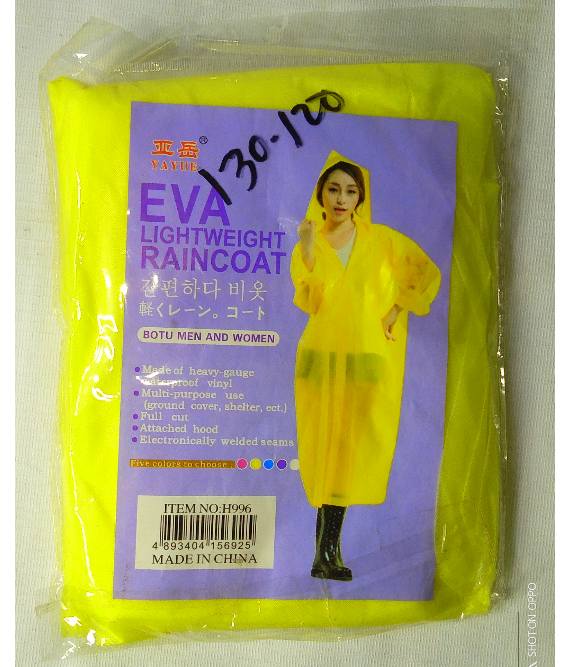 亚岳®
YAYUE
130-120
EVA
LIGHTWEIGHT
RAINCOAT
간편하다 비옷
軽くレーン。コート
BOTU MEN AND WOMEN
Made of heavy-gauge
waterproof vinyl
Multi-purpose use
(ground cover, shelter, ect.)
Full cut
Attached hood
Electronically welded seams
Five colors to choose :
ITEM NO:H996
4 893404 156925
MADE IN CHINA
SHOT ON OPPO